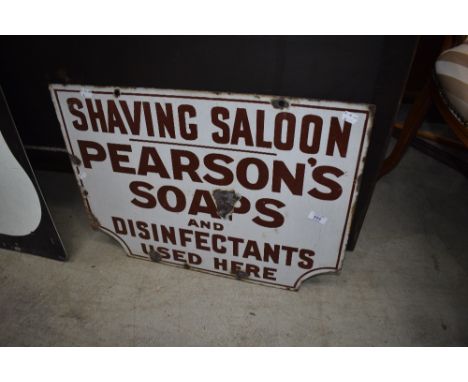 SHAVING SALOON
PEARSON'S
SOAPS
AND
DISINFECTANTS
USED HERE